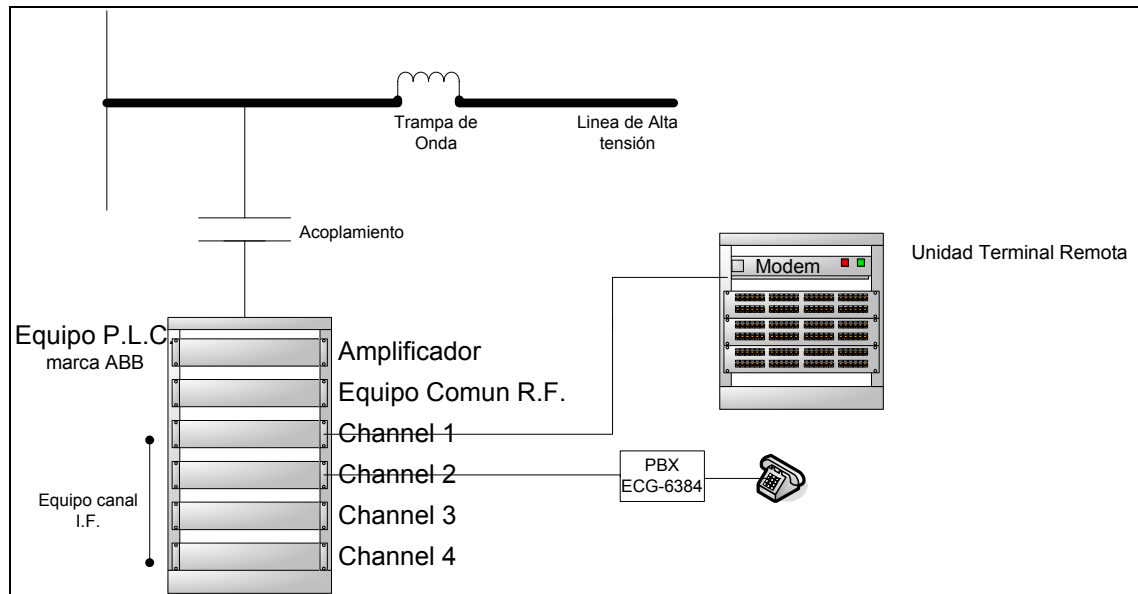 Trampa de
Onda
Linea de Alta
tensión
Acoplamiento
Modem
Unidad Terminal Remota
Equipo P.L.C.
marca ABB
Amplificador
Equipo Comun R.F.
Channel 1
Channel 2
PBX
ECG-6384
Equipo canal
I.F.
Channel 3
Channel 4